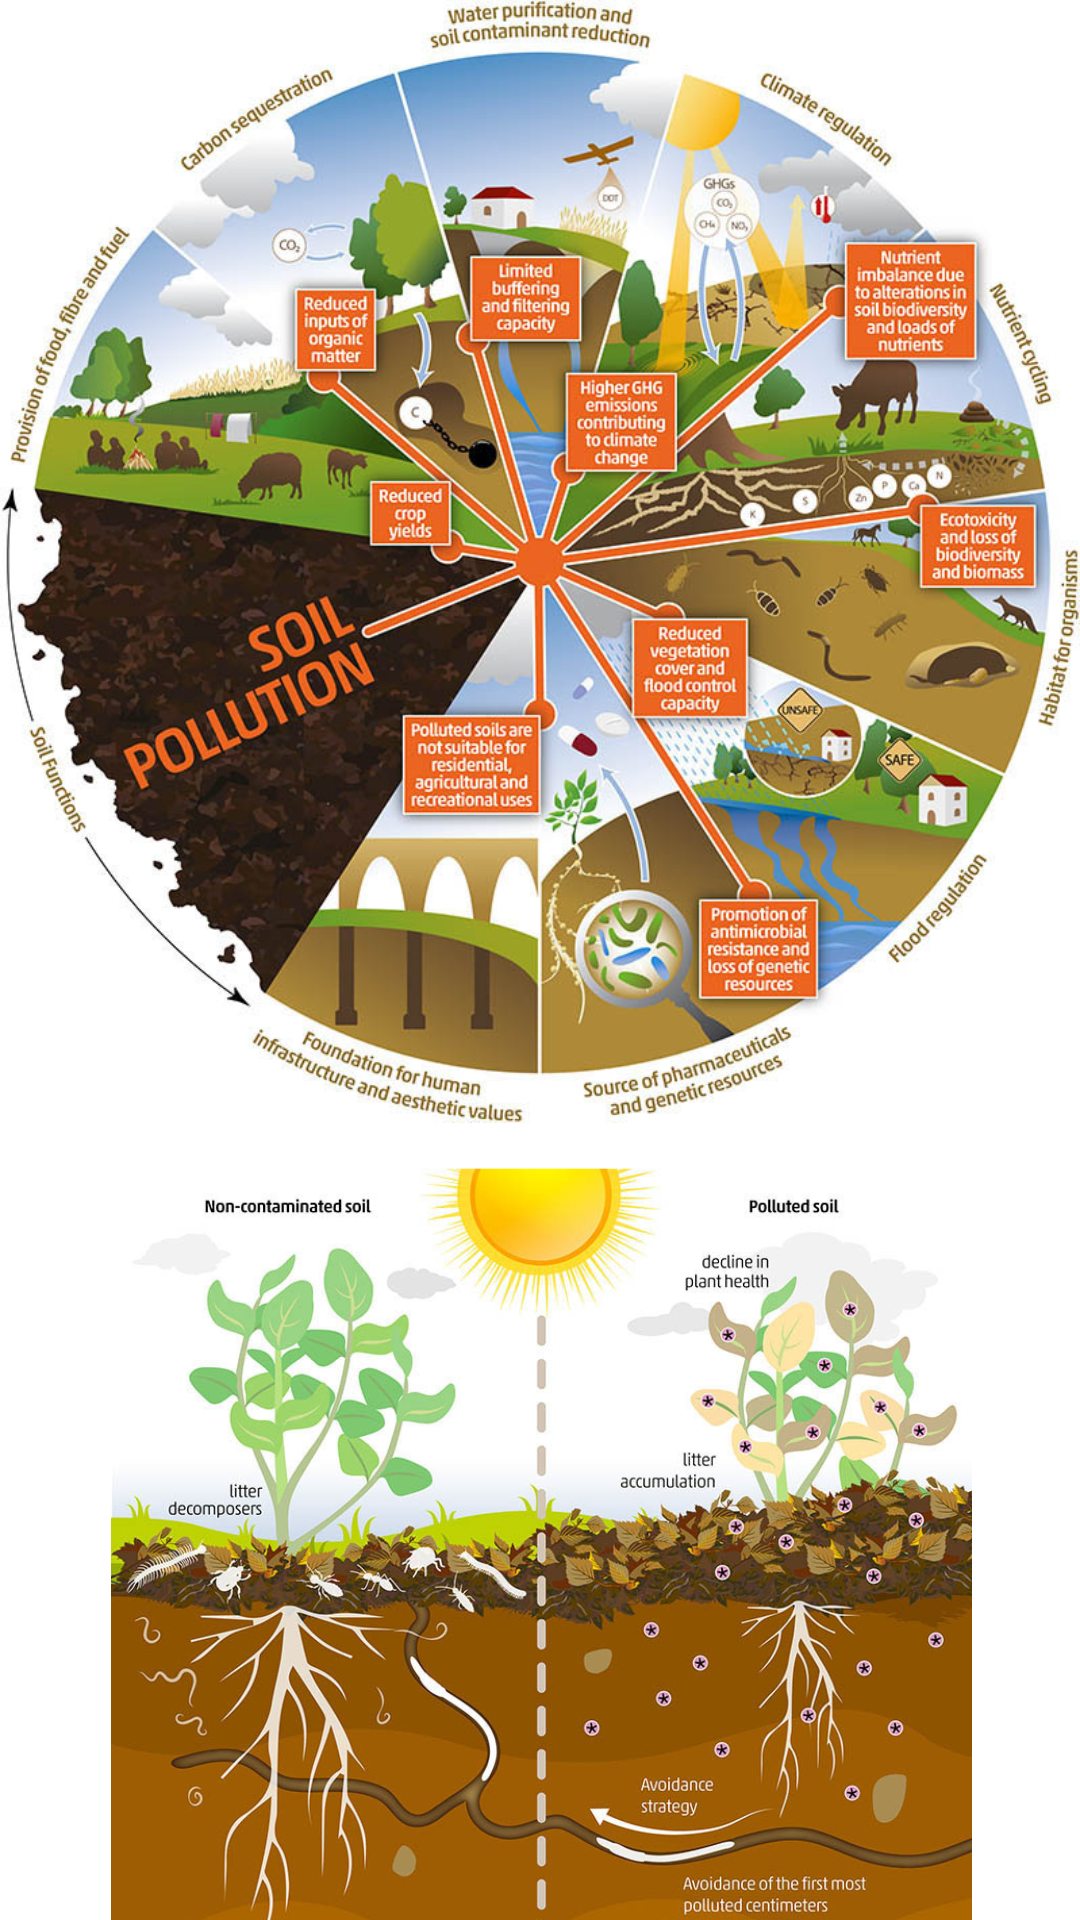 Water purification and
soil contaminant reduction
Carbon sequestration
Climate regulation
Provision of food, fibre and fuel
Nutrient cycling
Habitat for organisms
Flood regulation
Source of pharmaceuticals
and genetic resources
Foundation for human
infrastructure and aesthetic values
Soil Functions
SOIL
POLLUTION
CO₂
C
DDT
GHGs
CO₂
CH₄
NO₃
Reduced
inputs of
organic
matter
Limited
buffering
and filtering
capacity
Higher GHG
emissions
contributing
to climate
change
Nutrient
imbalance due
to alterations in
soil biodiversity
and loads of
nutrients
Reduced
crop
yields
K
S
Zn
P
Ca
N
Ecotoxicity
and loss of
biodiversity
and biomass
Reduced
vegetation
cover and
flood control
capacity
UNSAFE
SAFE
Polluted soils are
not suitable for
residential,
agricultural and
recreational uses
Promotion of
antimicrobial
resistance and
loss of genetic
resources
Non-contaminated soil
Polluted soil
decline in
plant health
litter
decomposers
litter
accumulation
Avoidance
strategy
Avoidance of the first most
polluted centimeters